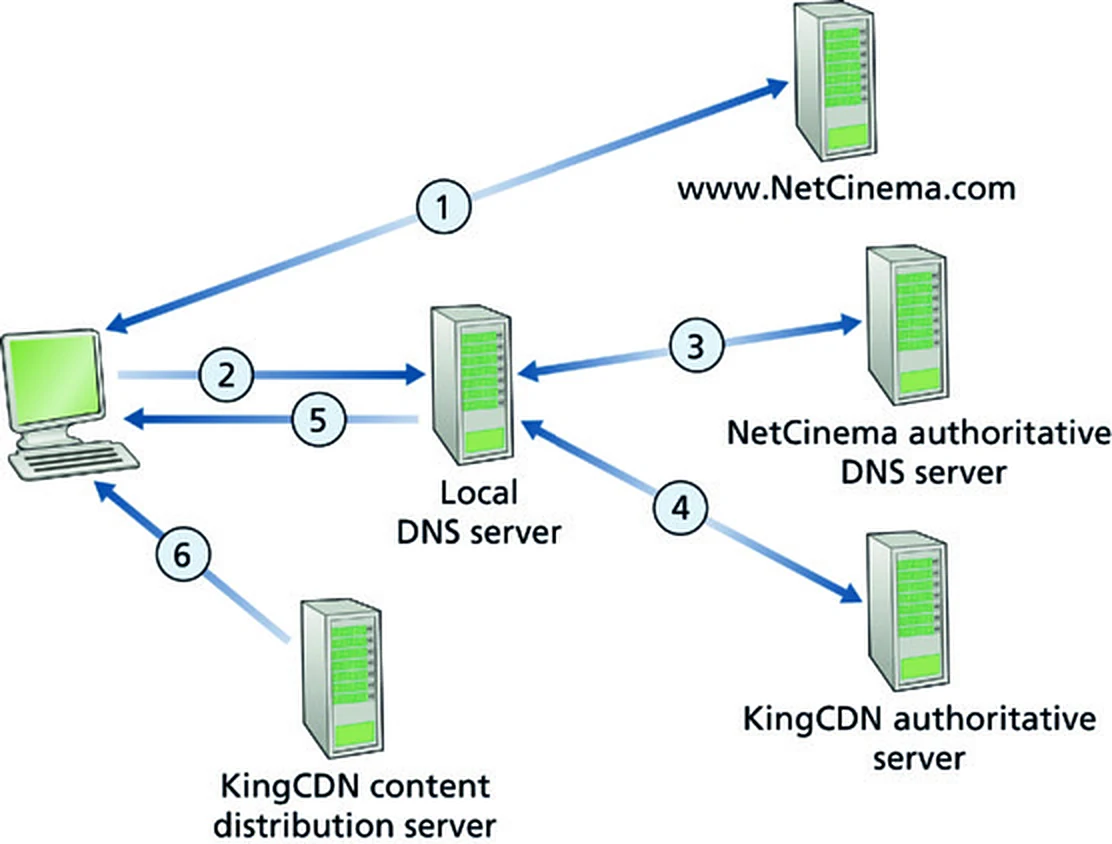 1
www.NetCinema.com
2
3
5
NetCinema authoritative
DNS server
Local
DNS server
4
6
KingCDN authoritative
server
KingCDN content
distribution server